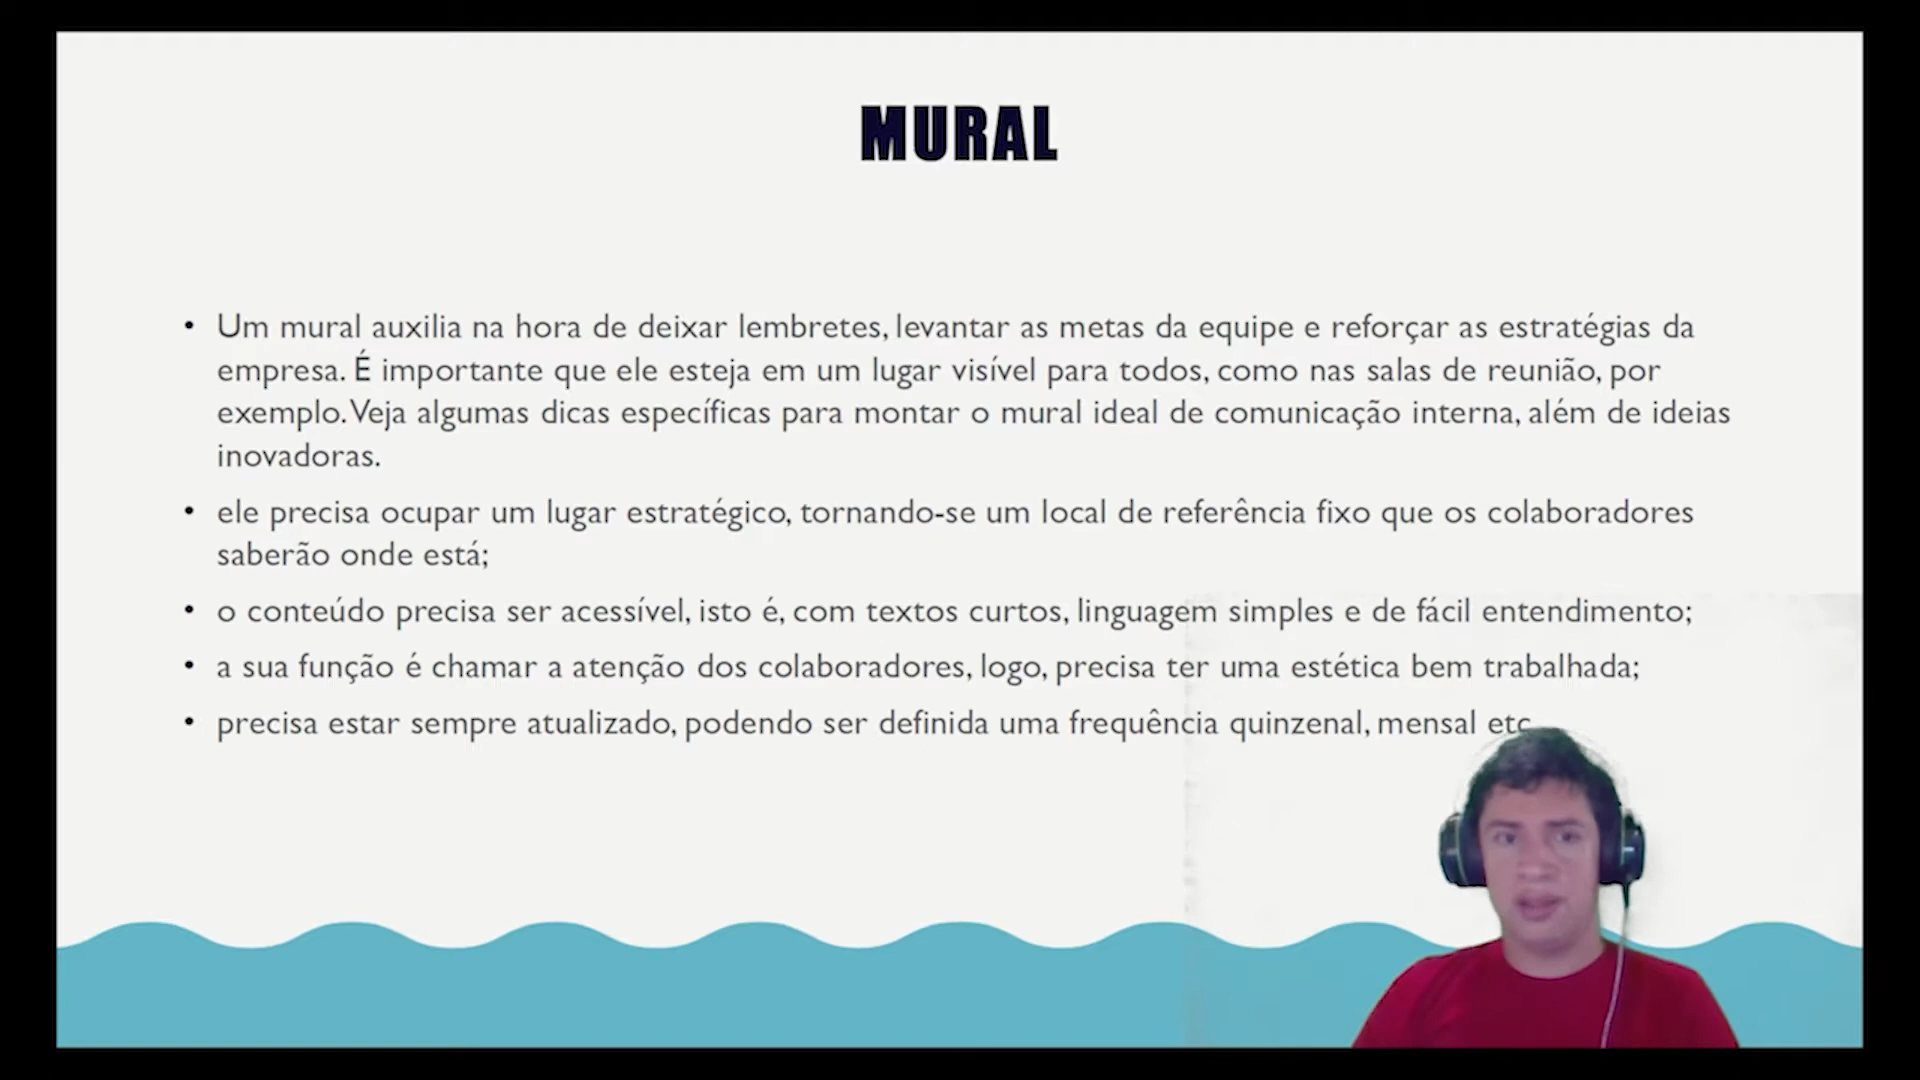 MURAL
• Um mural auxilia na hora de deixar lembretes, levantar as metas da equipe e reforçar as estratégias da
empresa. É importante que ele esteja em um lugar visível para todos, como nas salas de reunião, por
exemplo. Veja algumas dicas específicas para montar o mural ideal de comunicação interna, além de ideias
inovadoras.
• ele precisa ocupar um lugar estratégico, tornando-se um local de referência fixo que os colaboradores
saberão onde está;
• o conteúdo precisa ser acessível, isto é, com textos curtos, linguagem simples e de fácil entendimento;
• a sua função é chamar a atenção dos colaboradores, logo, precisa ter uma estética bem trabalhada;
• precisa estar sempre atualizado, podendo ser definida uma frequência quinzenal, mensal etc